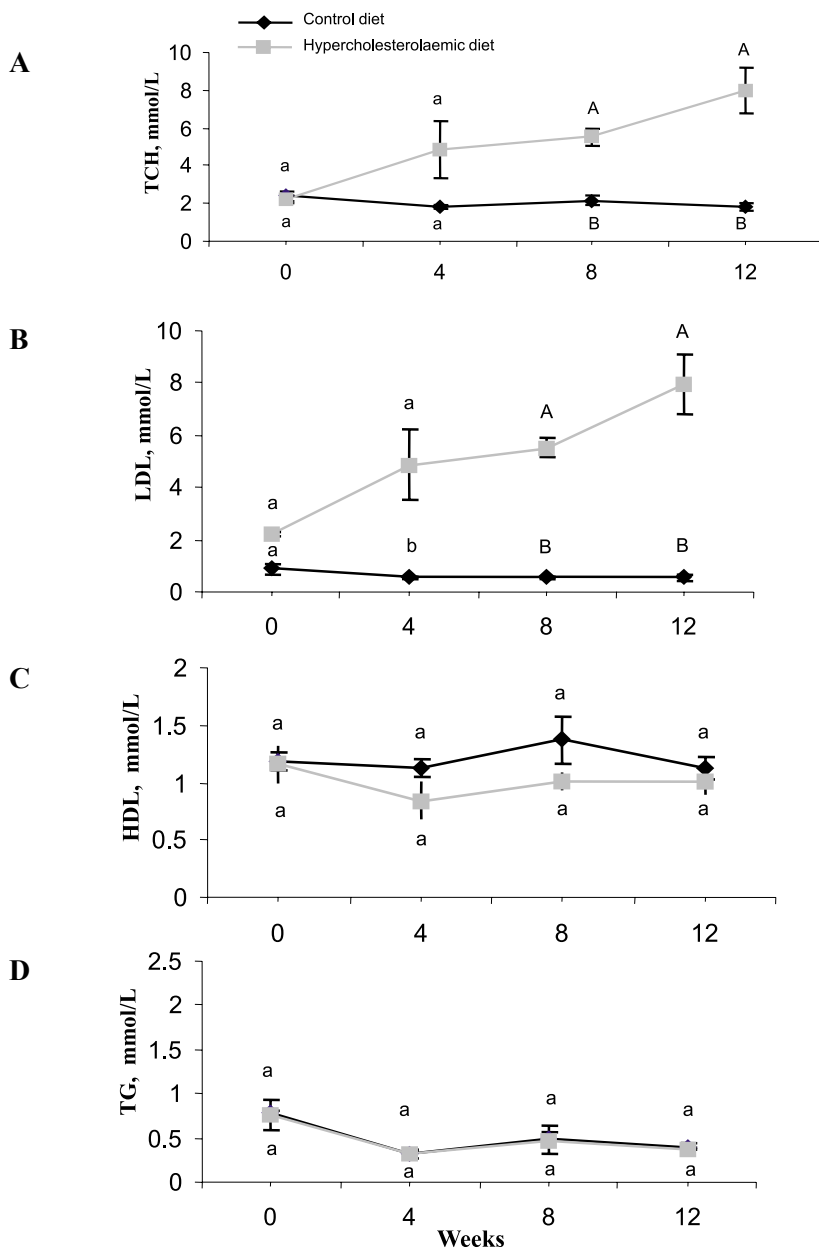 Control diet
Hypercholesterolaemic diet
A
TCH, mmol/L
10
8
6
4
2
0
a
a
A
A
a
a
B
B
0 4 8 12
B
LDL, mmol/L
10
8
6
4
2
0
a
a
A
A
a
b
B
B
0 4 8 12
C
HDL, mmol/L
2
1.5
1
0.5
0
a
a
a
a
a
a
a
a
0 4 8 12
D
TG, mmol/L
2.5
2
1.5
1
0.5
0
a
a
a
a
a
a
a
a
0 4 8 12
Weeks